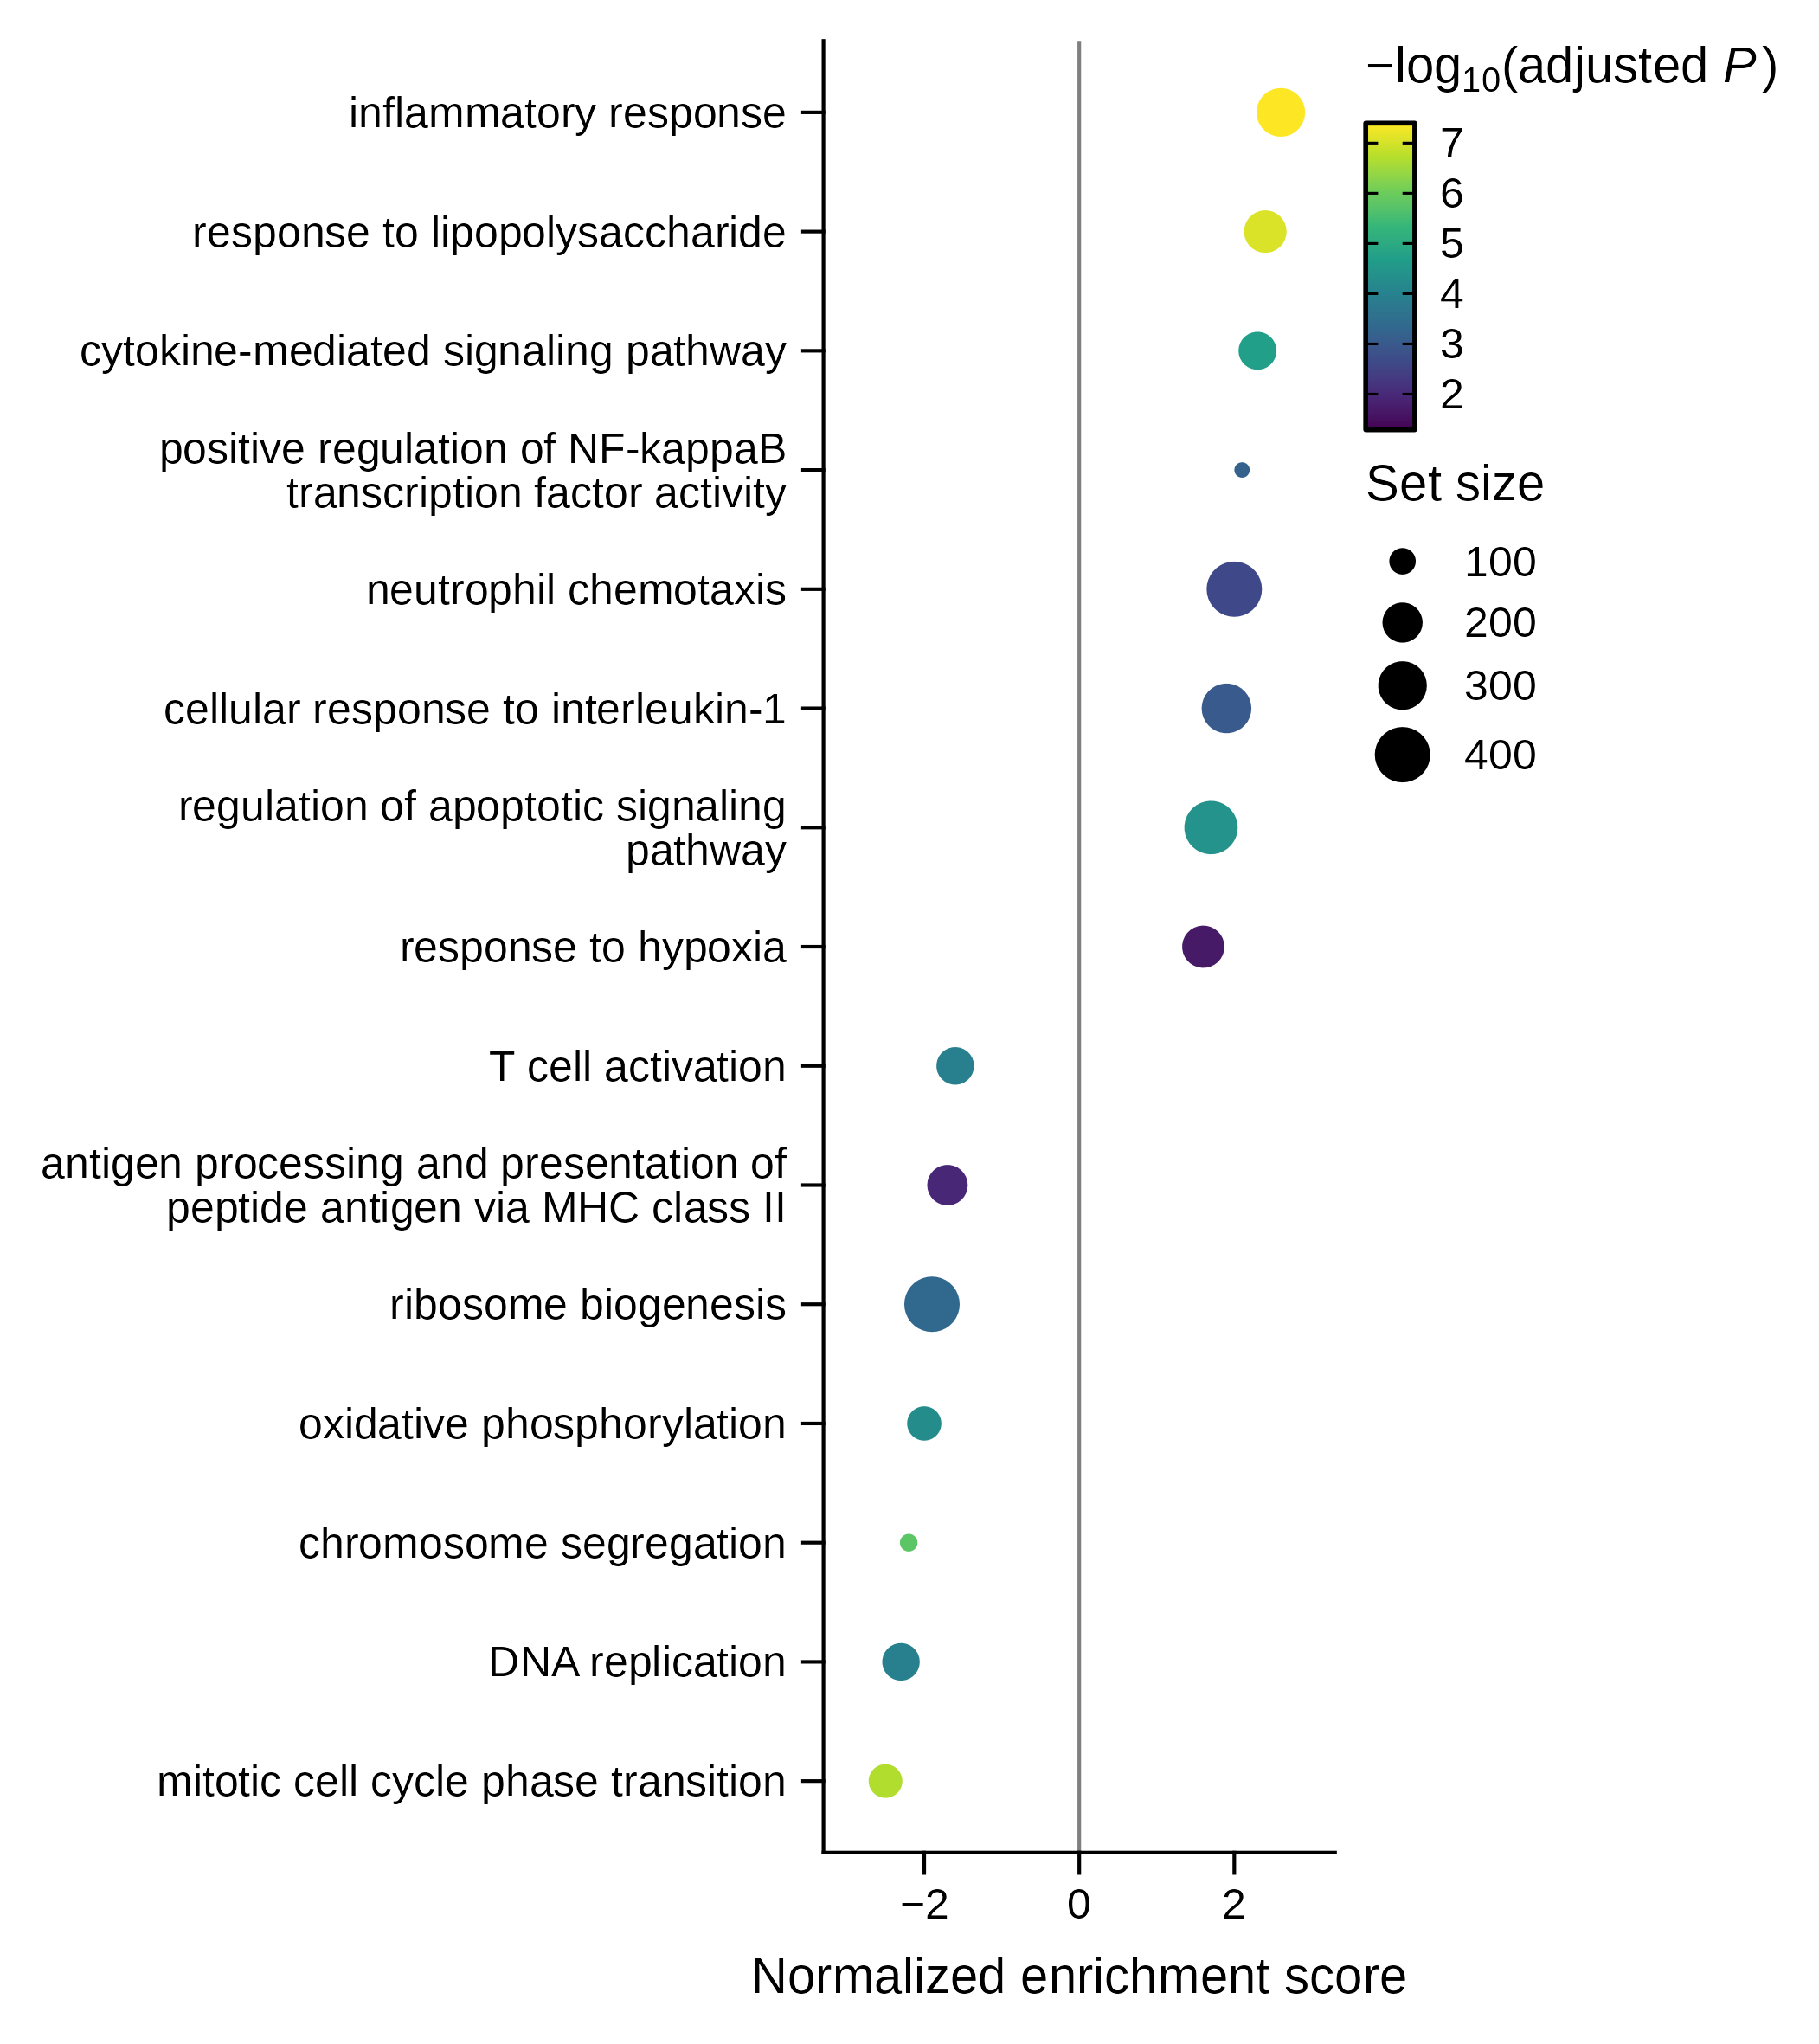 inflammatory response
response to lipopolysaccharide
cytokine-mediated signaling pathway
positive regulation of NF-kappaB
transcription factor activity
neutrophil chemotaxis
cellular response to interleukin-1
regulation of apoptotic signaling
pathway
response to hypoxia
T cell activation
antigen processing and presentation of
peptide antigen via MHC class II
ribosome biogenesis
oxidative phosphorylation
chromosome segregation
DNA replication
mitotic cell cycle phase transition
−2 0 2
Normalized enrichment score
−log₁₀(adjusted P)
7
6
5
4
3
2
Set size
100
200
300
400